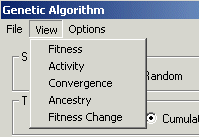 Genetic Algorithm
File View Options
Fitness
Activity
Convergence
Ancestry
Fitness Change
S
Random
T
Cumulat